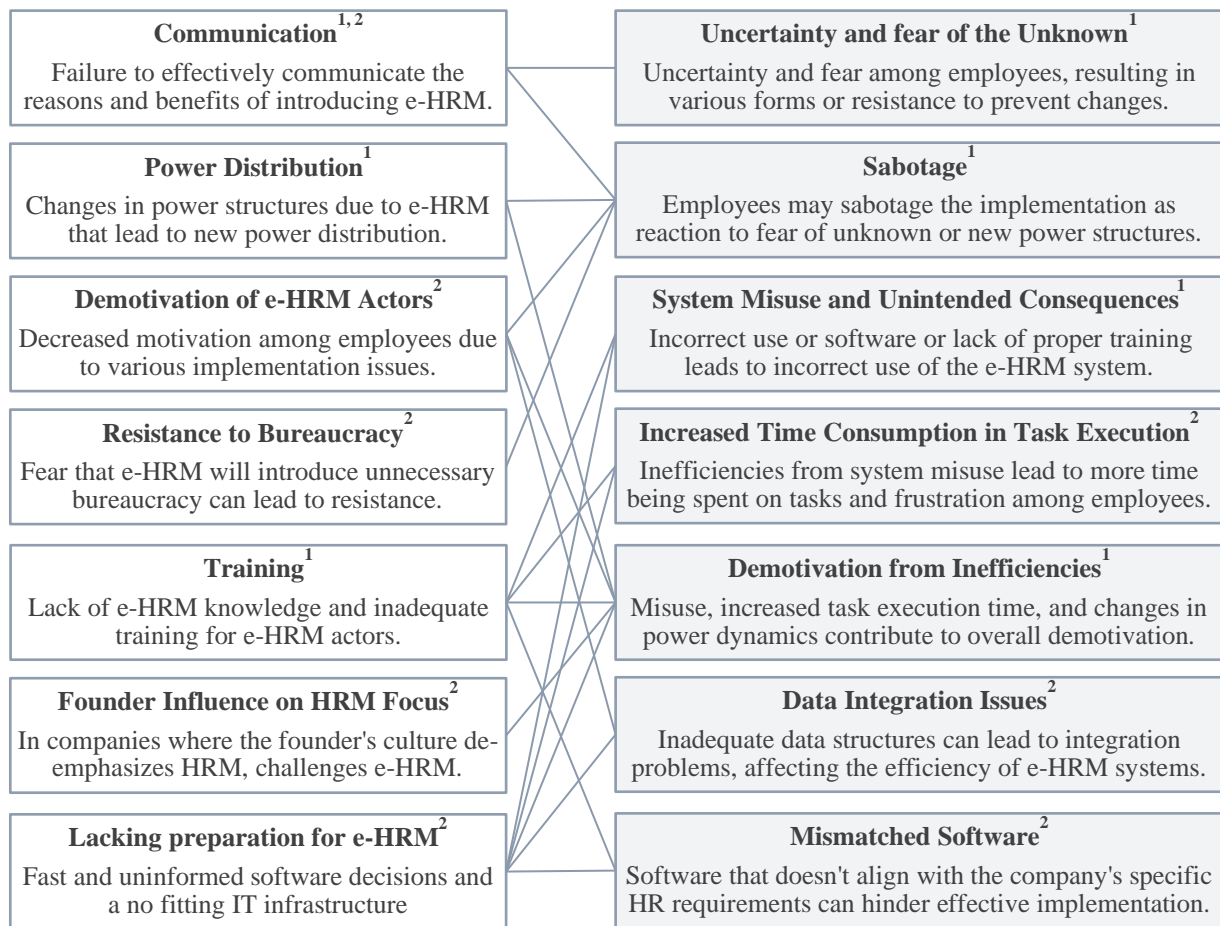 Communication1, 2
Failure to effectively communicate the
reasons and benefits of introducing e-HRM.
Power Distribution1
Changes in power structures due to e-HRM
that lead to new power distribution.
Demotivation of e-HRM Actors2
Decreased motivation among employees due
to various implementation issues.
Resistance to Bureaucracy2
Fear that e-HRM will introduce unnecessary
bureaucracy can lead to resistance.
Training1
Lack of e-HRM knowledge and inadequate
training for e-HRM actors.
Founder Influence on HRM Focus2
In companies where the founder's culture de-
emphasizes HRM, challenges e-HRM.
Lacking preparation for e-HRM2
Fast and uninformed software decisions and
a no fitting IT infrastructure
Uncertainty and fear of the Unknown1
Uncertainty and fear among employees, resulting in
various forms or resistance to prevent changes.
Sabotage1
Employees may sabotage the implementation as
reaction to fear of unknown or new power structures.
System Misuse and Unintended Consequences1
Incorrect use or software or lack of proper training
leads to incorrect use of the e-HRM system.
Increased Time Consumption in Task Execution2
Inefficiencies from system misuse lead to more time
being spent on tasks and frustration among employees.
Demotivation from Inefficiencies1
Misuse, increased task execution time, and changes in
power dynamics contribute to overall demotivation.
Data Integration Issues2
Inadequate data structures can lead to integration
problems, affecting the efficiency of e-HRM systems.
Mismatched Software2
Software that doesn't align with the company's specific
HR requirements can hinder effective implementation.